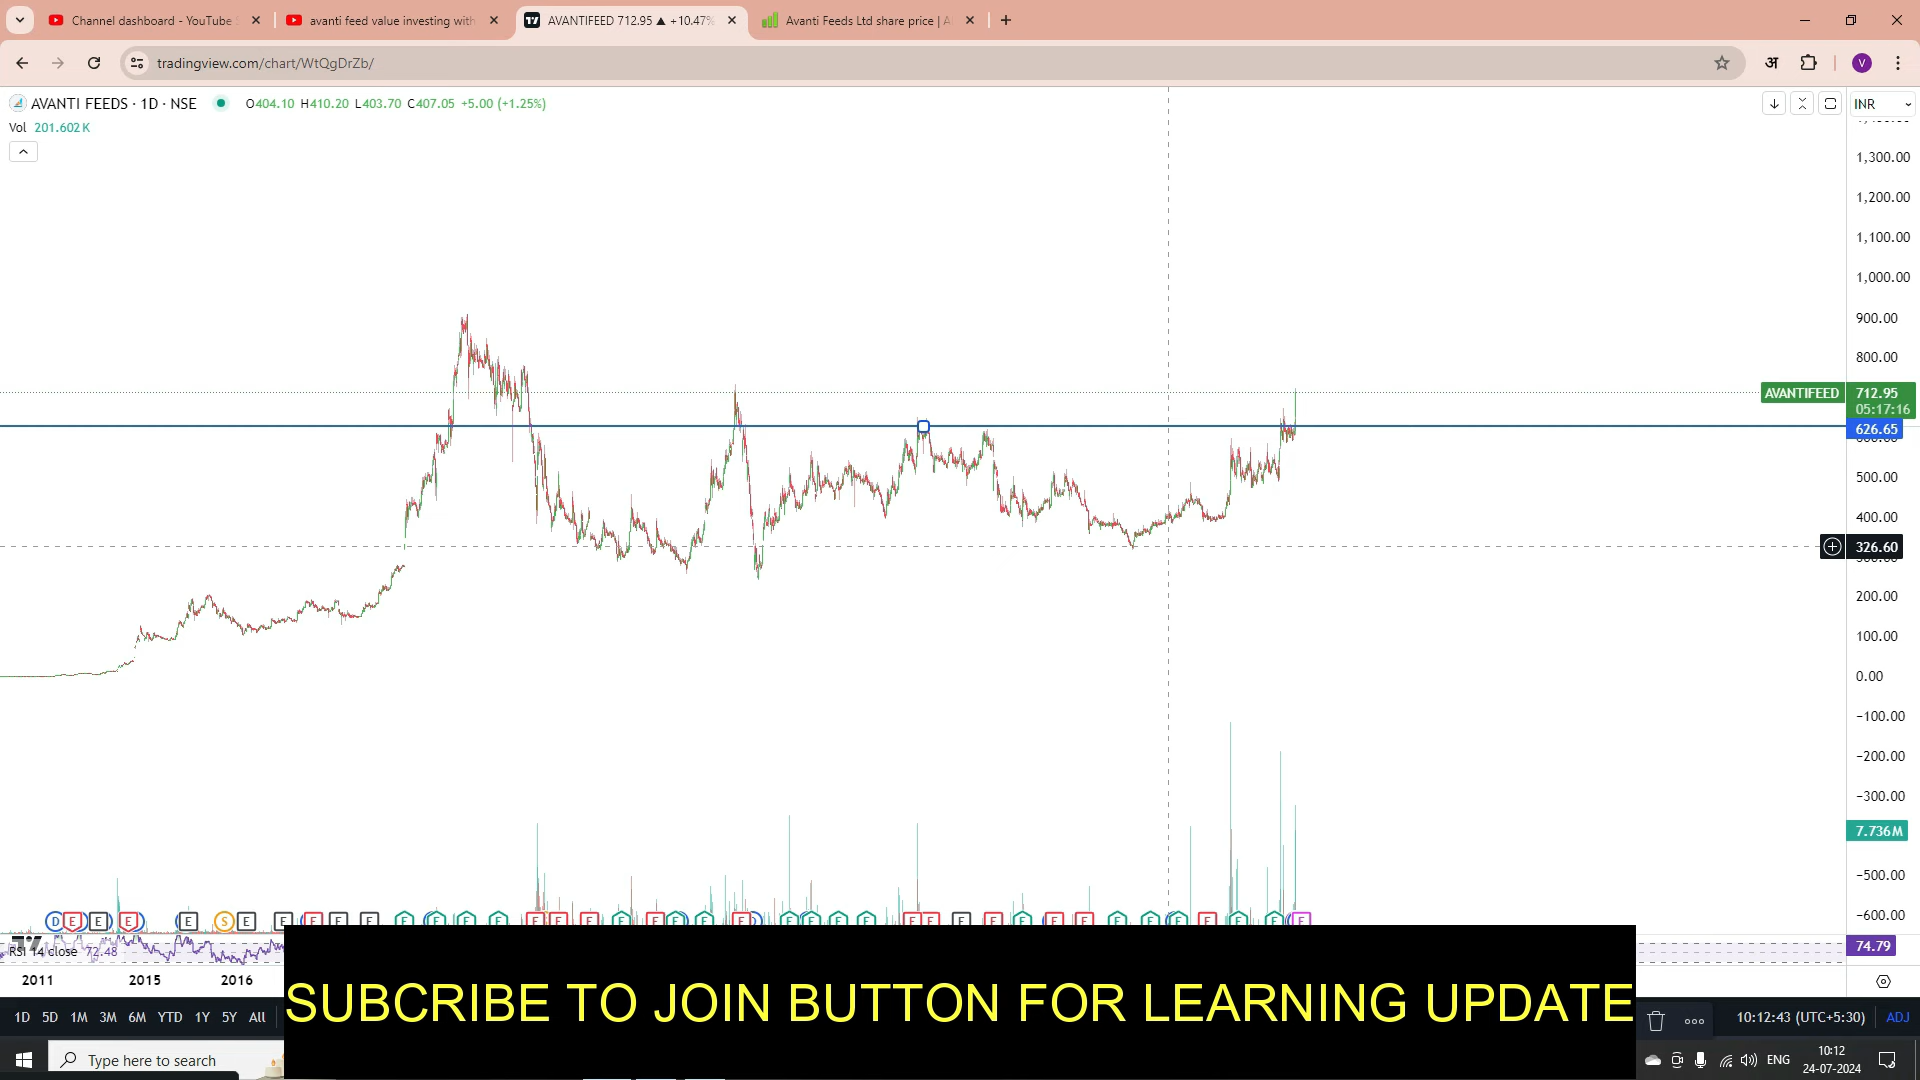 Channel dashboard - YouTube
avanti feed value investing with
AVANTIFEED 712.95 ▲ +10.47%
Avanti Feeds Ltd share price |
tradingview.com/chart/WtQgDrZb/
अ
V
AVANTI FEEDS · 1D · NSE
O404.10 H410.20 L403.70 C407.05 +5.00 (+1.25%)
INR
Vol 201.602K
1,300.00
1,200.00
1,100.00
1,000.00
900.00
800.00
AVANTIFEED 712.95
05:17:16
626.65
500.00
400.00
326.60
200.00
100.00
0.00
−100.00
−200.00
−300.00
7.736M
−500.00
−600.00
D E E E E S E E E E E
RSI 14 close 72.48
74.79
2011 2015 2016
SUBCRIBE TO JOIN BUTTON FOR LEARNING UPDATE
1D 5D 1M 3M 6M YTD 1Y 5Y All
10:12:43 (UTC+5:30) ADJ
Type here to search
ENG
10:12
24-07-2024